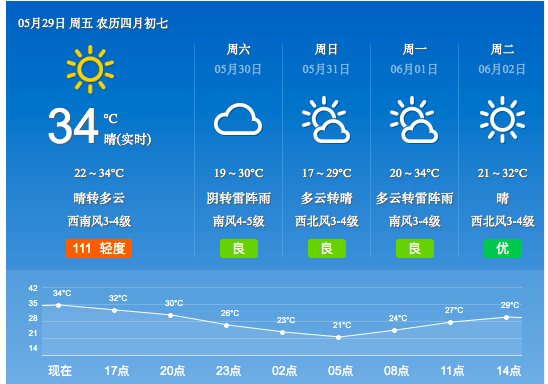 05月29日 周五 农历四月初七
34 °C
晴(实时)
22～34°C
晴转多云
西南风3-4级
111 轻度
周六
05月30日
19～30°C
阴转雷阵雨
南风4-5级
良
周日
05月31日
17～29°C
多云转晴
西北风3-4级
良
周一
06月01日
20～34°C
多云转雷阵雨
南风3-4级
良
周二
06月02日
21～32°C
晴
西北风3-4级
优
42
35
28
21
14
34°C 32°C 30°C 26°C 23°C 21°C 24°C 27°C 29°C
现在 17点 20点 23点 02点 05点 08点 11点 14点